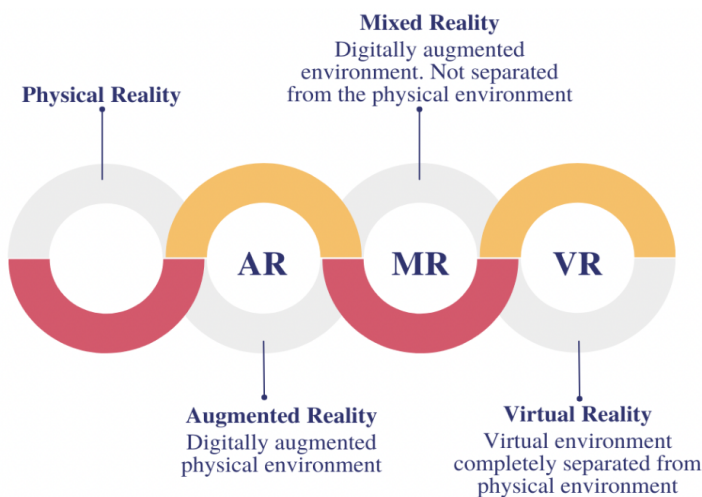 Mixed Reality
Digitally augmented
environment. Not separated
from the physical environment
Physical Reality
AR
MR
VR
Augmented Reality
Digitally augmented
physical environment
Virtual Reality
Virtual environment
completely separated from
physical environment